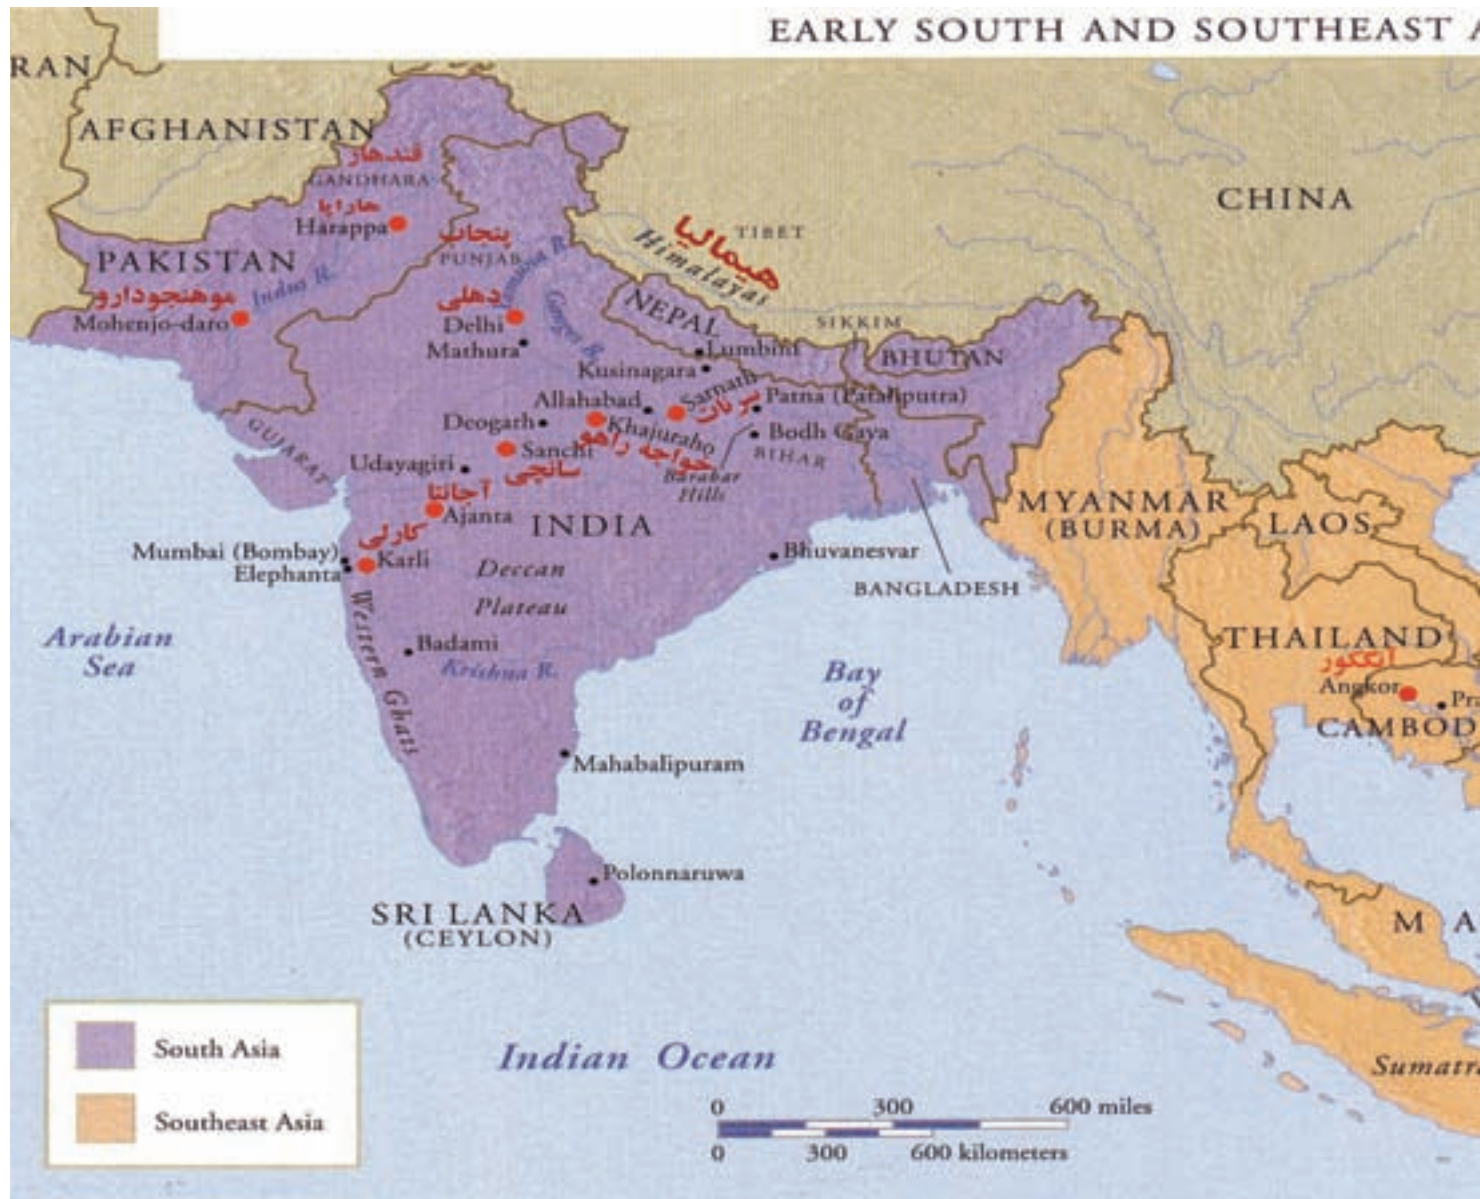 EARLY SOUTH AND SOUTHEAST
RAN
AFGHANISTAN
قندهار
GANDHARA
هاراپا
Harappa
PAKISTAN
پنجاب
PUNJAB
موهنجودارو
Indus R.
Mohenjo-daro
دهلی
Delhi
Mathura
Ganges R.
هیمالیا
Himalayas
TIBET
CHINA
NEPAL
SIKKIM
BHUTAN
Lumbini
Kusinagara
Allahabad
Sarnath
Patna (Pataliputra)
Deogarh
Khajuraho
خواجه راهو
Bodh Gaya
BIHAR
Sanchi
سانچی
Barabar
Hills
GUJARAT
Udayagiri
آجانتا
Ajanta
INDIA
کارلی
Karli
Mumbai (Bombay)
Elephanta
Deccan
Plateau
Bhuvanesvar
BANGLADESH
MYANMAR
(BURMA)
LAOS
THAILAND
آنگکور
Angkor
Pra
CAMBOD
Arabian
Sea
Western Ghats
Badami
Krishna R.
Bay
of
Bengal
Mahabalipuram
Polonnaruwa
SRI LANKA
(CEYLON)
M A
Sumatr
Indian Ocean
South Asia
Southeast Asia
0 300 600 miles
0 300 600 kilometers